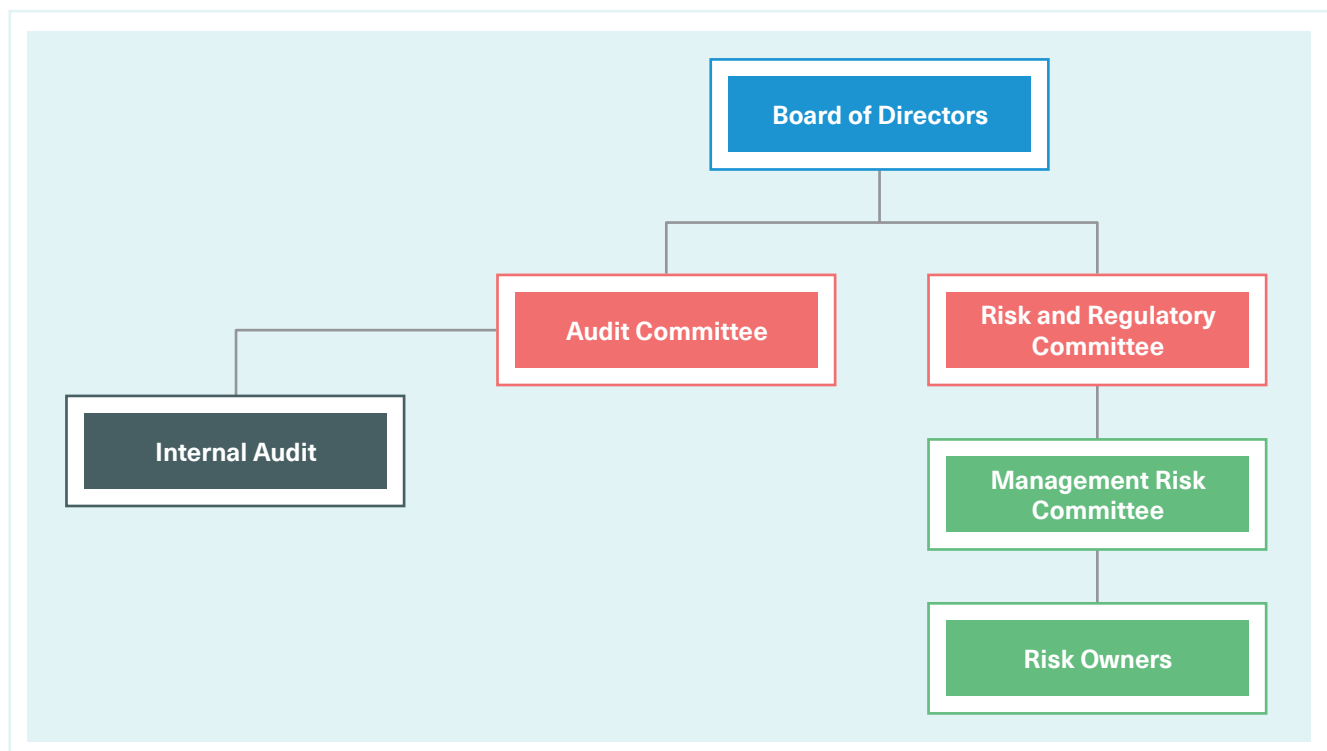 Board of Directors
Audit Committee
Risk and Regulatory
Committee
Internal Audit
Management Risk
Committee
Risk Owners